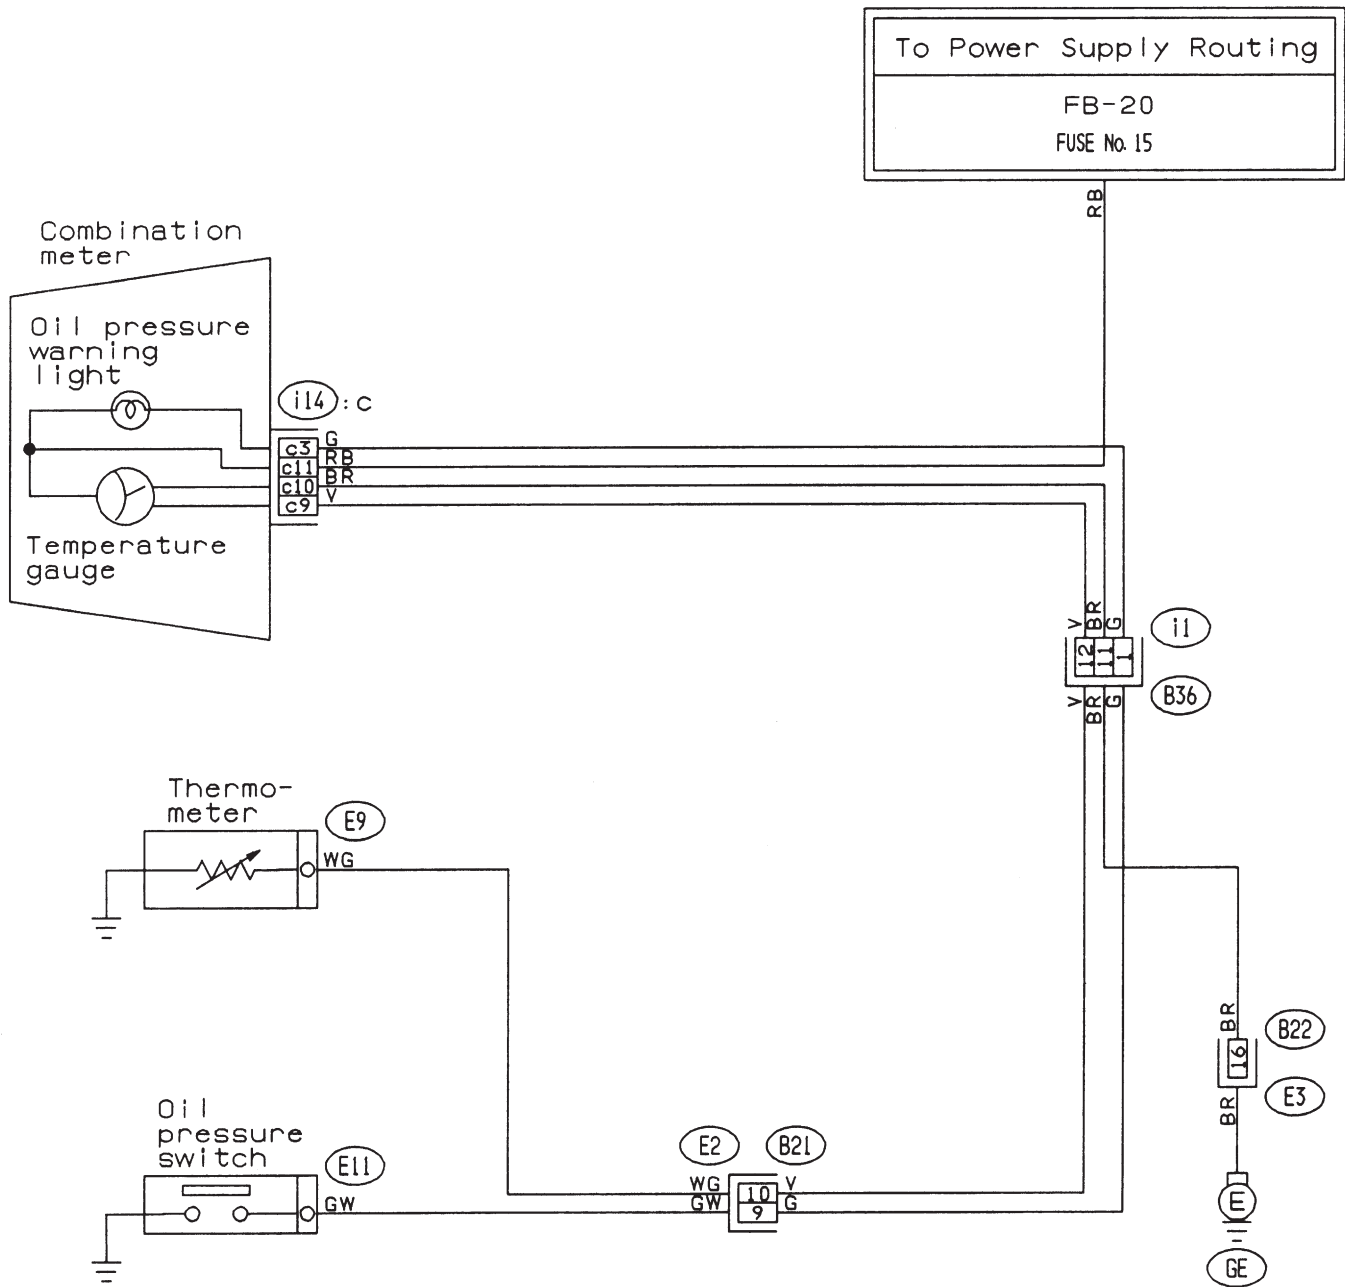 To Power Supply Routing
FB-20
FUSE No. 15
RB
Combination
meter
Oil pressure
warning
light
i14 : c
c3 G
c11 RB
c10 BR
c9 V
Temperature
gauge
V BR G
i1
12 11 1
B36
V BR G
Thermo-
meter
E9
WG
BR
B22
16
E3
BR
Oil
pressure
switch
E11
GW
E2 B21
WG 10 V
GW 9 G
E
GE